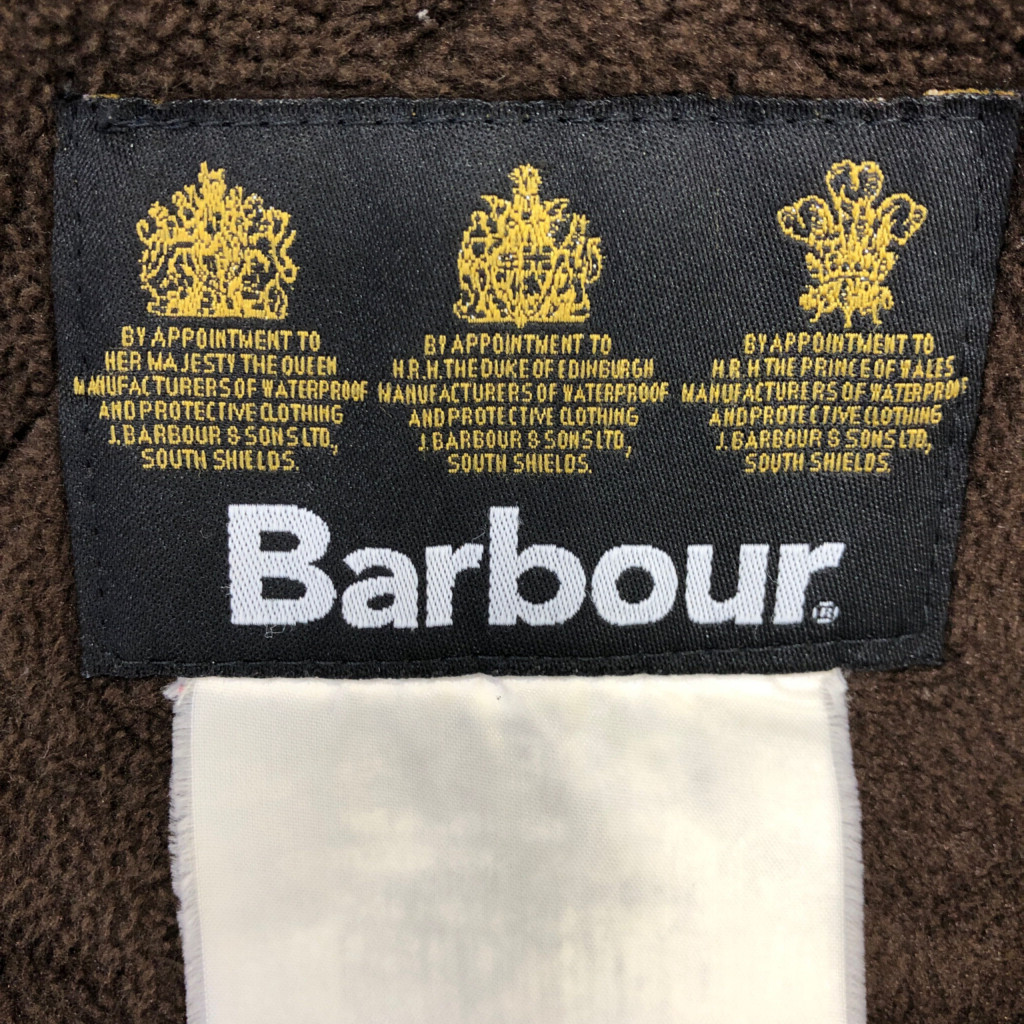 BY APPOINTMENT TO
HER MAJESTY THE QUEEN
MANUFACTURERS OF WATERPROOF
AND PROTECTIVE CLOTHING
J. BARBOUR & SONS LTD,
SOUTH SHIELDS.
BY APPOINTMENT TO
H.R.H. THE DUKE OF EDINBURGH
MANUFACTURERS OF WATERPROOF
AND PROTECTIVE CLOTHING
J. BARBOUR & SONS LTD,
SOUTH SHIELDS.
BY APPOINTMENT TO
H.R.H THE PRINCE OF WALES
MANUFACTURERS OF WATERPROOF
AND PROTECTIVE CLOTHING
J. BARBOUR & SONS LTD,
SOUTH SHIELDS.
Barbour®